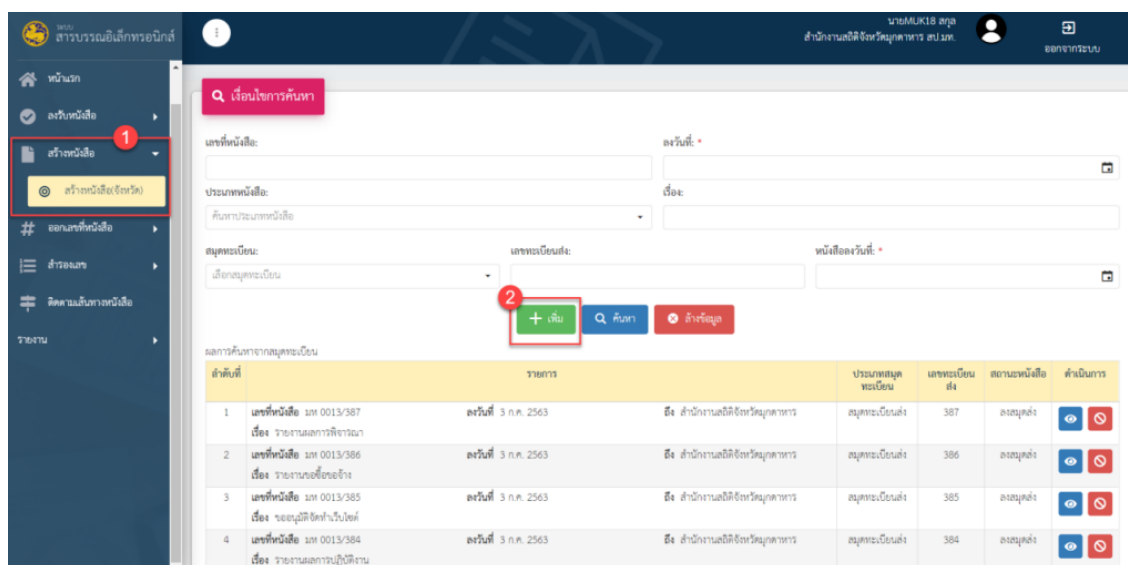 ระบบ
สารบรรณอิเล็กทรอนิกส์
นายMUK18 สกุล
สำนักงานสถิติจังหวัดมุกดาหาร สป.มท.
ออกจากระบบ
หน้าแรก
ลงรับหนังสือ
1
สร้างหนังสือ
สร้างหนังสือ(จังหวัด)
ออกเลขที่หนังสือ
สำรองเลข
ติดตามเส้นทางหนังสือ
รายงาน
เงื่อนไขการค้นหา
เลขที่หนังสือ: ลงวันที่: *
ประเภทหนังสือ: เรื่อง:
ค้นหาประเภทหนังสือ
สมุดทะเบียน: เลขทะเบียนส่ง: หนังสือลงวันที่: *
เลือกสมุดทะเบียน
2
เพิ่ม ค้นหา ล้างข้อมูล
ผลการค้นหาจากสมุดทะเบียน
ลำดับที่ รายการ ประเภทสมุดทะเบียน เลขทะเบียนส่ง สถานะหนังสือ ดำเนินการ
1 เลขที่หนังสือ มท 0013/387 ลงวันที่ 3 ก.ค. 2563 ถึง สำนักงานสถิติจังหวัดมุกดาหาร สมุดทะเบียนส่ง 387 ลงสมุดส่ง
เรื่อง รายงานผลการพิจารณา
2 เลขที่หนังสือ มท 0013/386 ลงวันที่ 3 ก.ค. 2563 ถึง สำนักงานสถิติจังหวัดมุกดาหาร สมุดทะเบียนส่ง 386 ลงสมุดส่ง
เรื่อง รายงานขอซื้อขอจ้าง
3 เลขที่หนังสือ มท 0013/385 ลงวันที่ 3 ก.ค. 2563 ถึง สำนักงานสถิติจังหวัดมุกดาหาร สมุดทะเบียนส่ง 385 ลงสมุดส่ง
เรื่อง ขออนุมัติจัดทำเว็บไซต์
4 เลขที่หนังสือ มท 0013/384 ลงวันที่ 3 ก.ค. 2563 ถึง สำนักงานสถิติจังหวัดมุกดาหาร สมุดทะเบียนส่ง 384 ลงสมุดส่ง
เรื่อง รายงานผลการปฏิบัติงาน